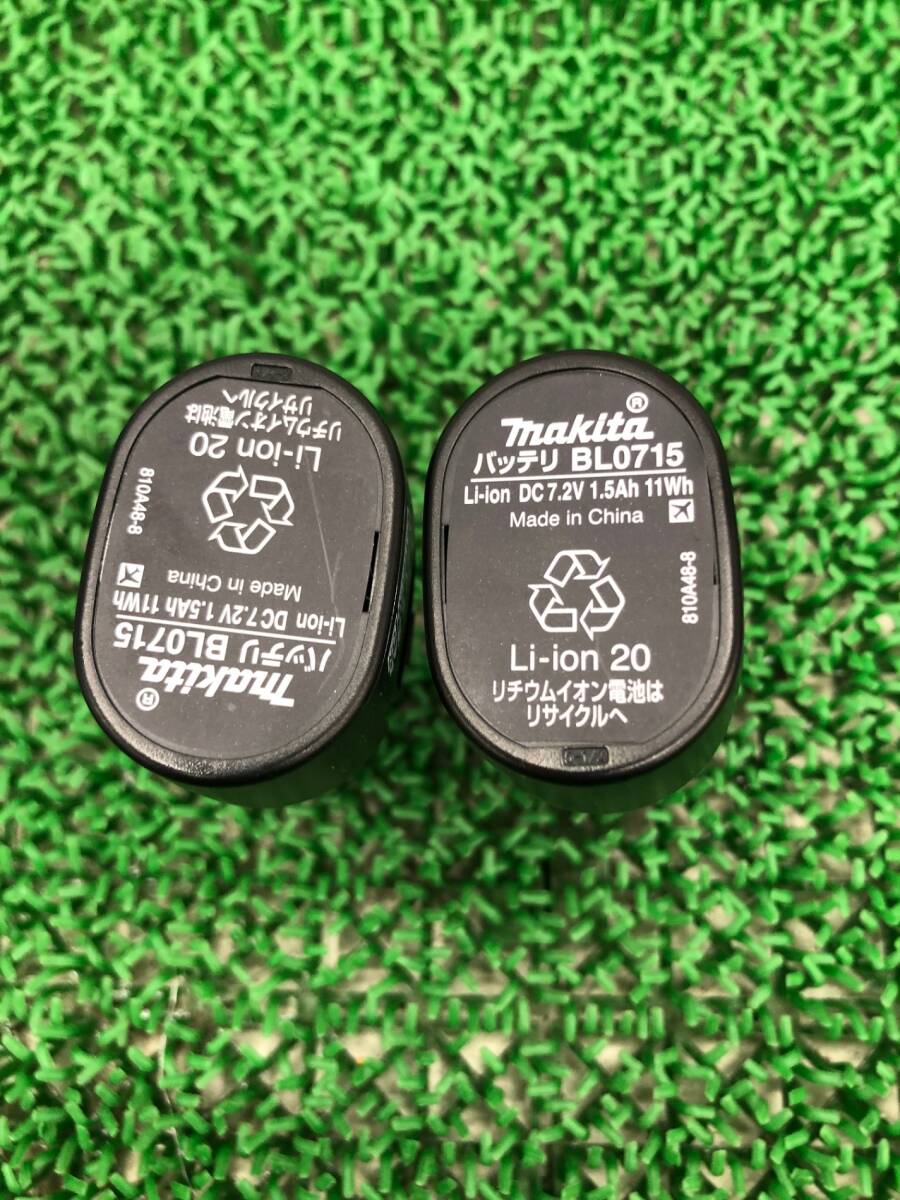 makita®
バッテリ BL0715
Li-ion DC 7.2V 1.5Ah 11Wh
Made in China
810A48-8
Li-ion 20
リチウムイオン電池は
リサイクルへ
makita®
バッテリ BL0715
Li-ion DC 7.2V 1.5Ah 11Wh
Made in China
810A48-8
Li-ion 20
リチウムイオン電池は
リサイクルへ